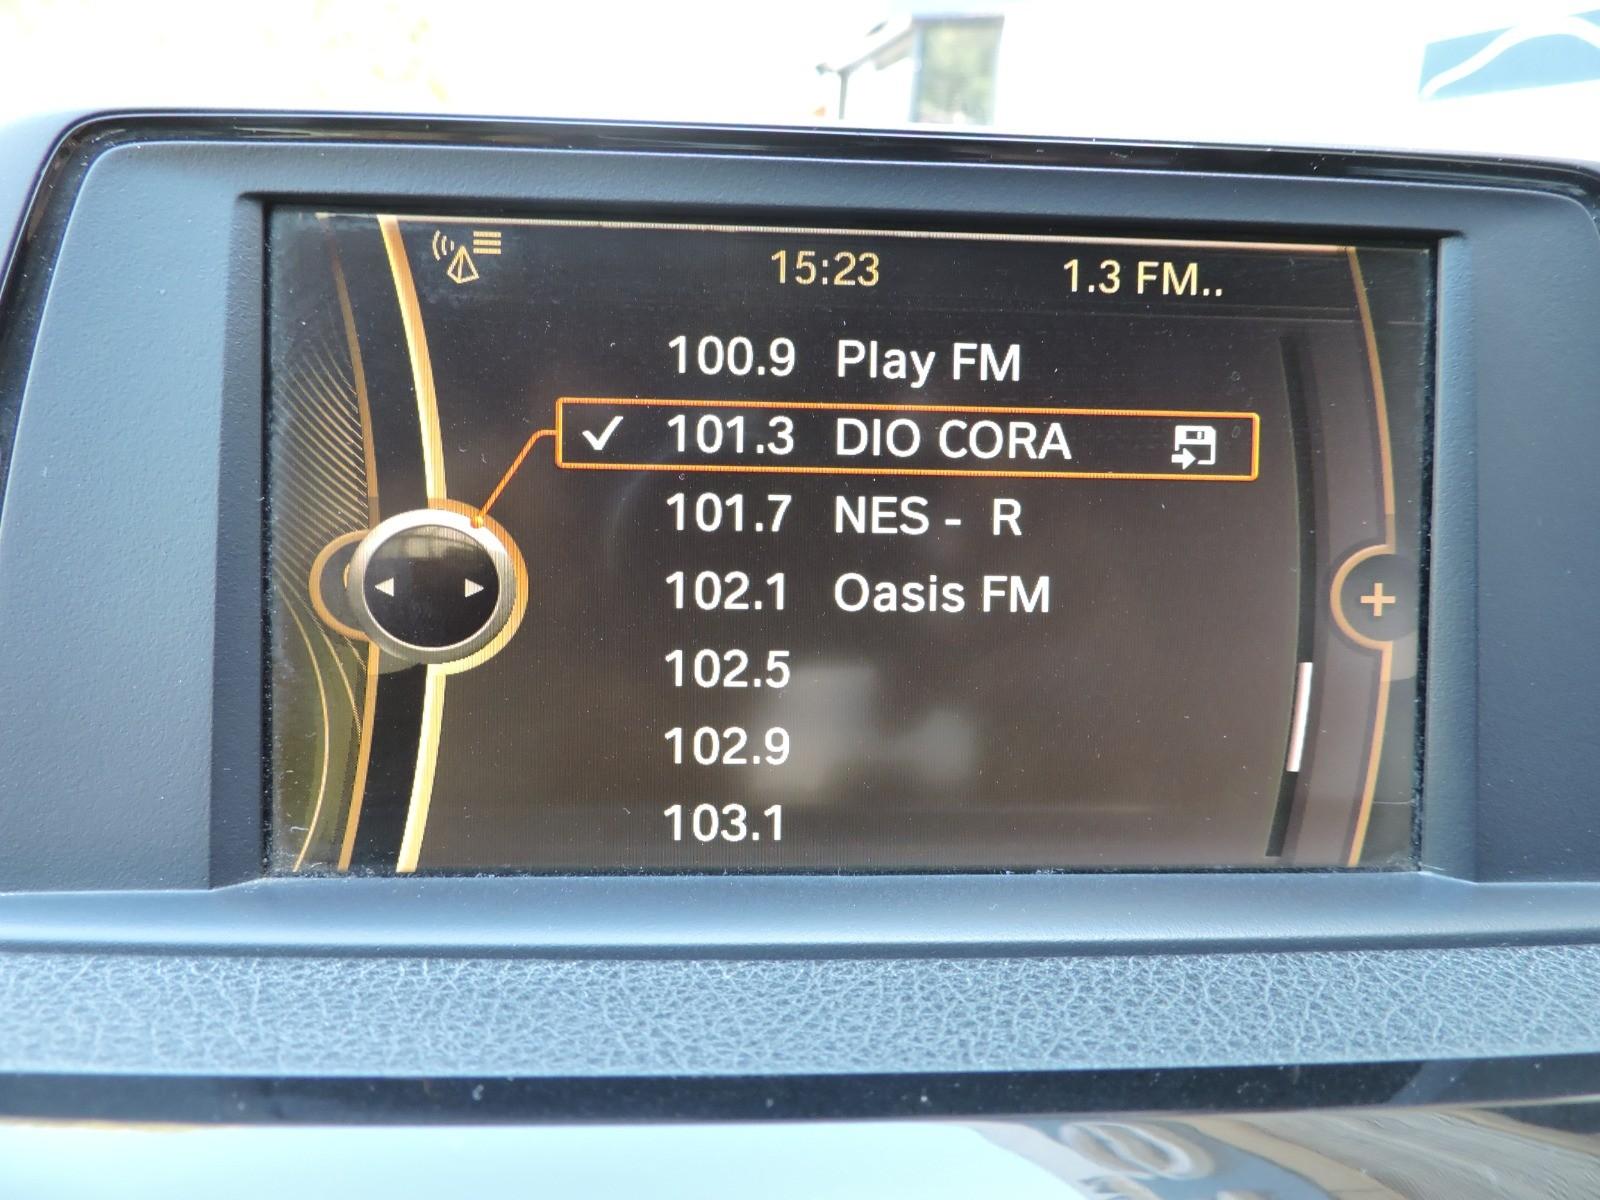 15:23 1.3 FM..
100.9 Play FM
101.3 DIO CORA
101.7 NES - R
102.1 Oasis FM
102.5
102.9
103.1